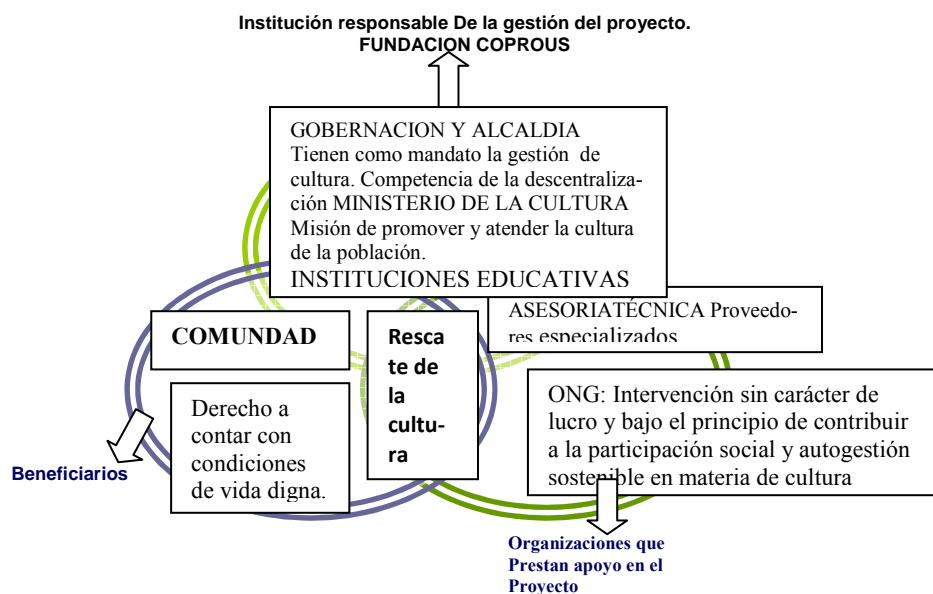 Institución responsable De la gestión del proyecto.
FUNDACION COPROUS
GOBERNACION Y ALCALDIA
Tienen como mandato la gestión de
cultura. Competencia de la descentraliza-
ción MINISTERIO DE LA CULTURA
Misión de promover y atender la cultura
de la población.
INSTITUCIONES EDUCATIVAS
ASESORIATÉCNICA Proveedo-
res especializados
COMUNDAD
Resca
te de
la
cultu-
ra
Derecho a
contar con
condiciones
de vida digna.
ONG: Intervención sin carácter de
lucro y bajo el principio de contribuir
a la participación social y autogestión
sostenible en materia de cultura
Beneficiarios
Organizaciones que
Prestan apoyo en el
Proyecto